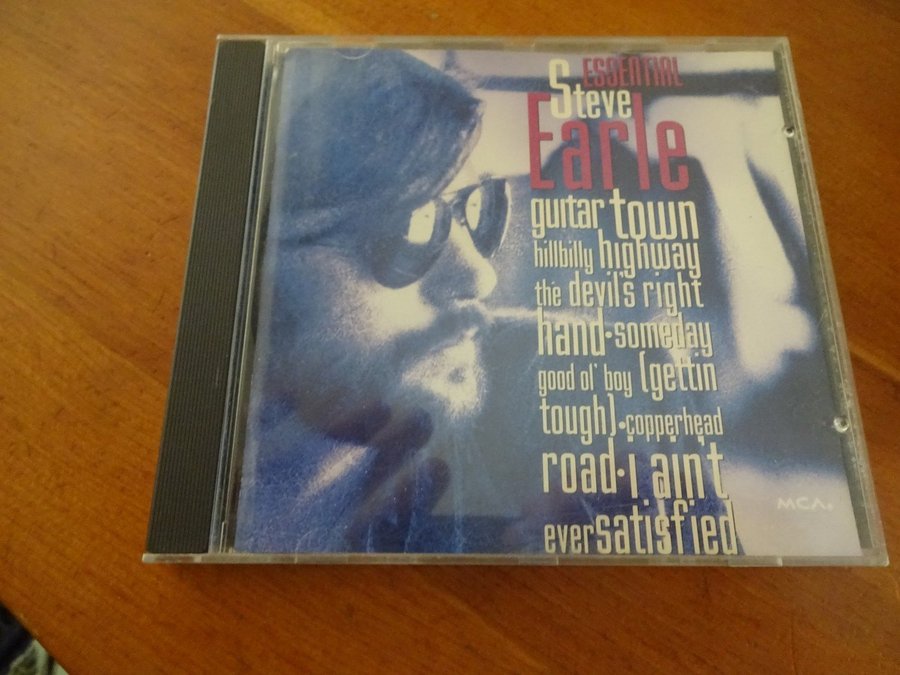 ESSENTIAL
Steve
Earle
guitar town
hillbilly highway
the devil's right
hand·someday
good ol' boy (gettin
tough)·copperhead
road·i ain't
ever satisfied
MCA